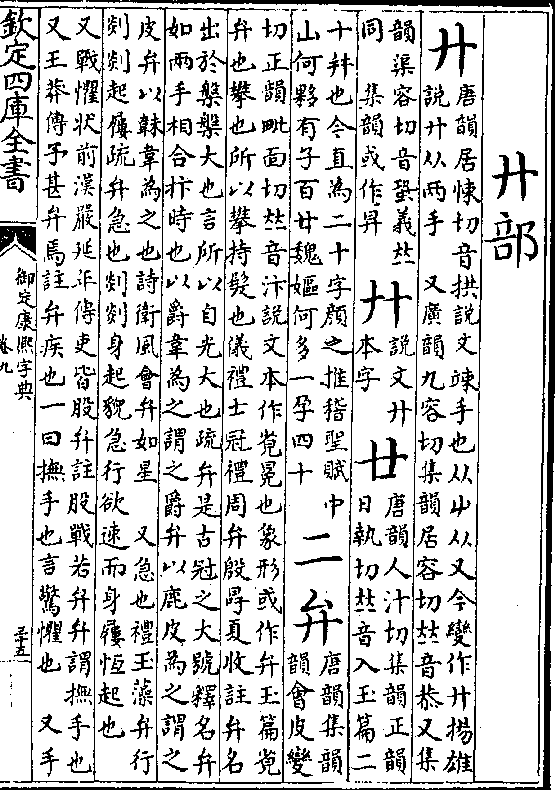 廾部
廾 唐韻居悚切音拱說文竦手也从𠂇从又今變作廾揚雄
說廾从兩手 又廣韻九容切集韻居容切𠀤音恭又集
韻渠容切音蛩義𠀤
同 集韻或作𢌬 廾 說文廾
本字 廿 唐韻人汁切集韻正韻
日執切𠀤音入玉篇二
十幷也今直為二十字顏之推稽聖賦中
山何夥有子百廿魏嫗何多一孕四十 二 弁 唐韻集韻
韻會皮變
切正韻毗面切𠀤音汴說文本作覍冕也象形或作弁玉篇覍
弁也攀也所以攀持髮也儀禮士冠禮周弁殷冔夏收註弁名
出於槃槃大也言所以自光大也疏弁是古冠之大號釋名弁
如兩手相合抃時也以爵韋為之謂之爵弁以鹿皮為之謂之
皮弁以韎韋為之也詩衛風會弁如星 又急也禮玉藻弁行
剡剡起屨疏弁急也剡剡身起貌急行欲速而身屨恆起也
又戰懼狀前漢嚴延年傳吏皆股弁註股戰若弁弁謂撫手也
又王莽傳予甚弁焉註弁疾也一曰撫手也言驚懼也 又手
欽定四庫全書
御定康熙字典
卷九
三十五